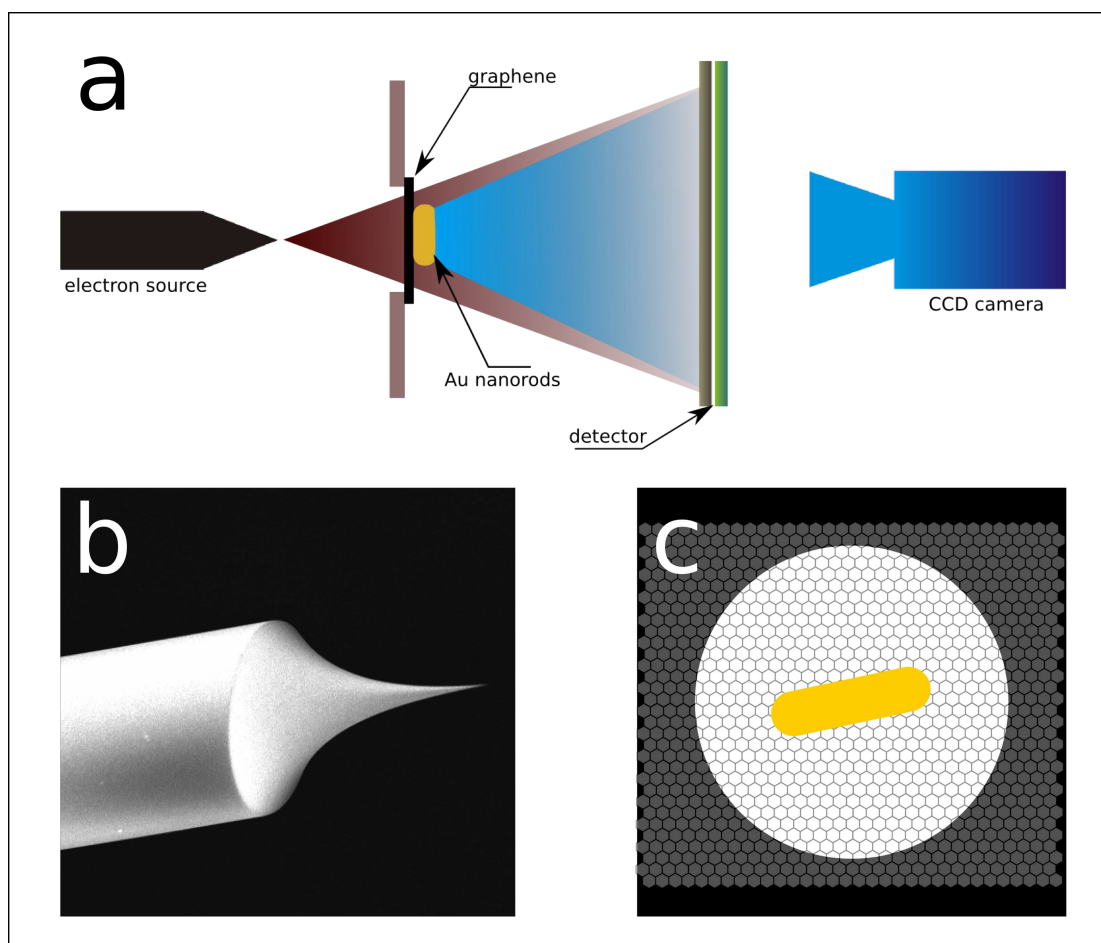 a
graphene
electron source
CCD camera
Au nanorods
detector
b
c